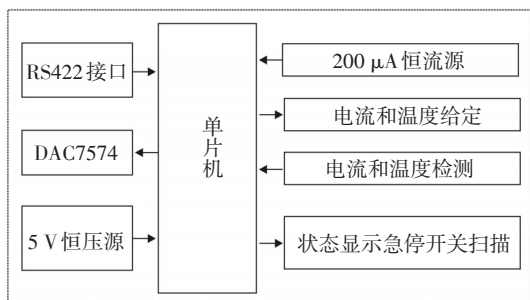 RS422接口
DAC7574
5 V恒压源
单片机
200 μA恒流源
电流和温度给定
电流和温度检测
状态显示急停开关扫描